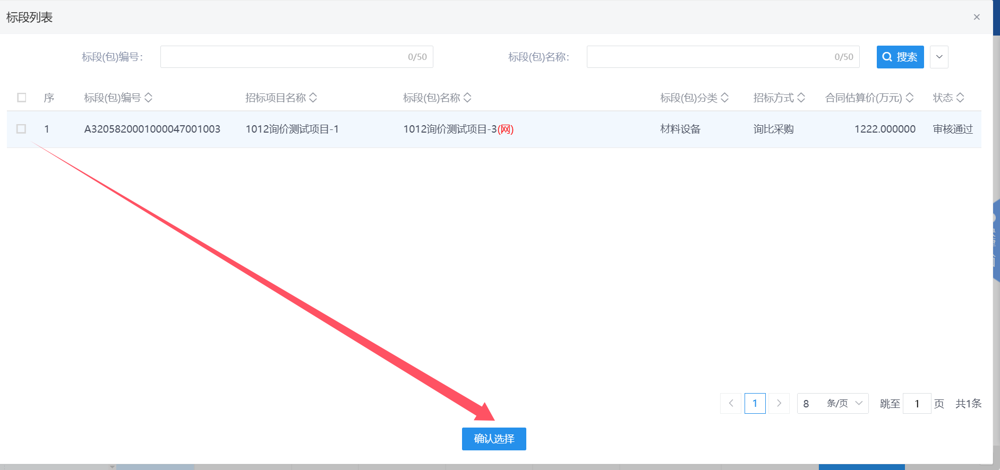 标段列表
标段(包)编号： 0/50 标段(包)名称： 0/50 搜索
序 标段(包)编号 招标项目名称 标段(包)名称 标段(包)分类 招标方式 合同估算价(万元) 状态
1 A3205820001000047001003 1012询价测试项目-1 1012询价测试项目-3(网) 材料设备 询比采购 1222.000000 审核通过
1 8 条/页 跳至 1 页 共1条
确认选择